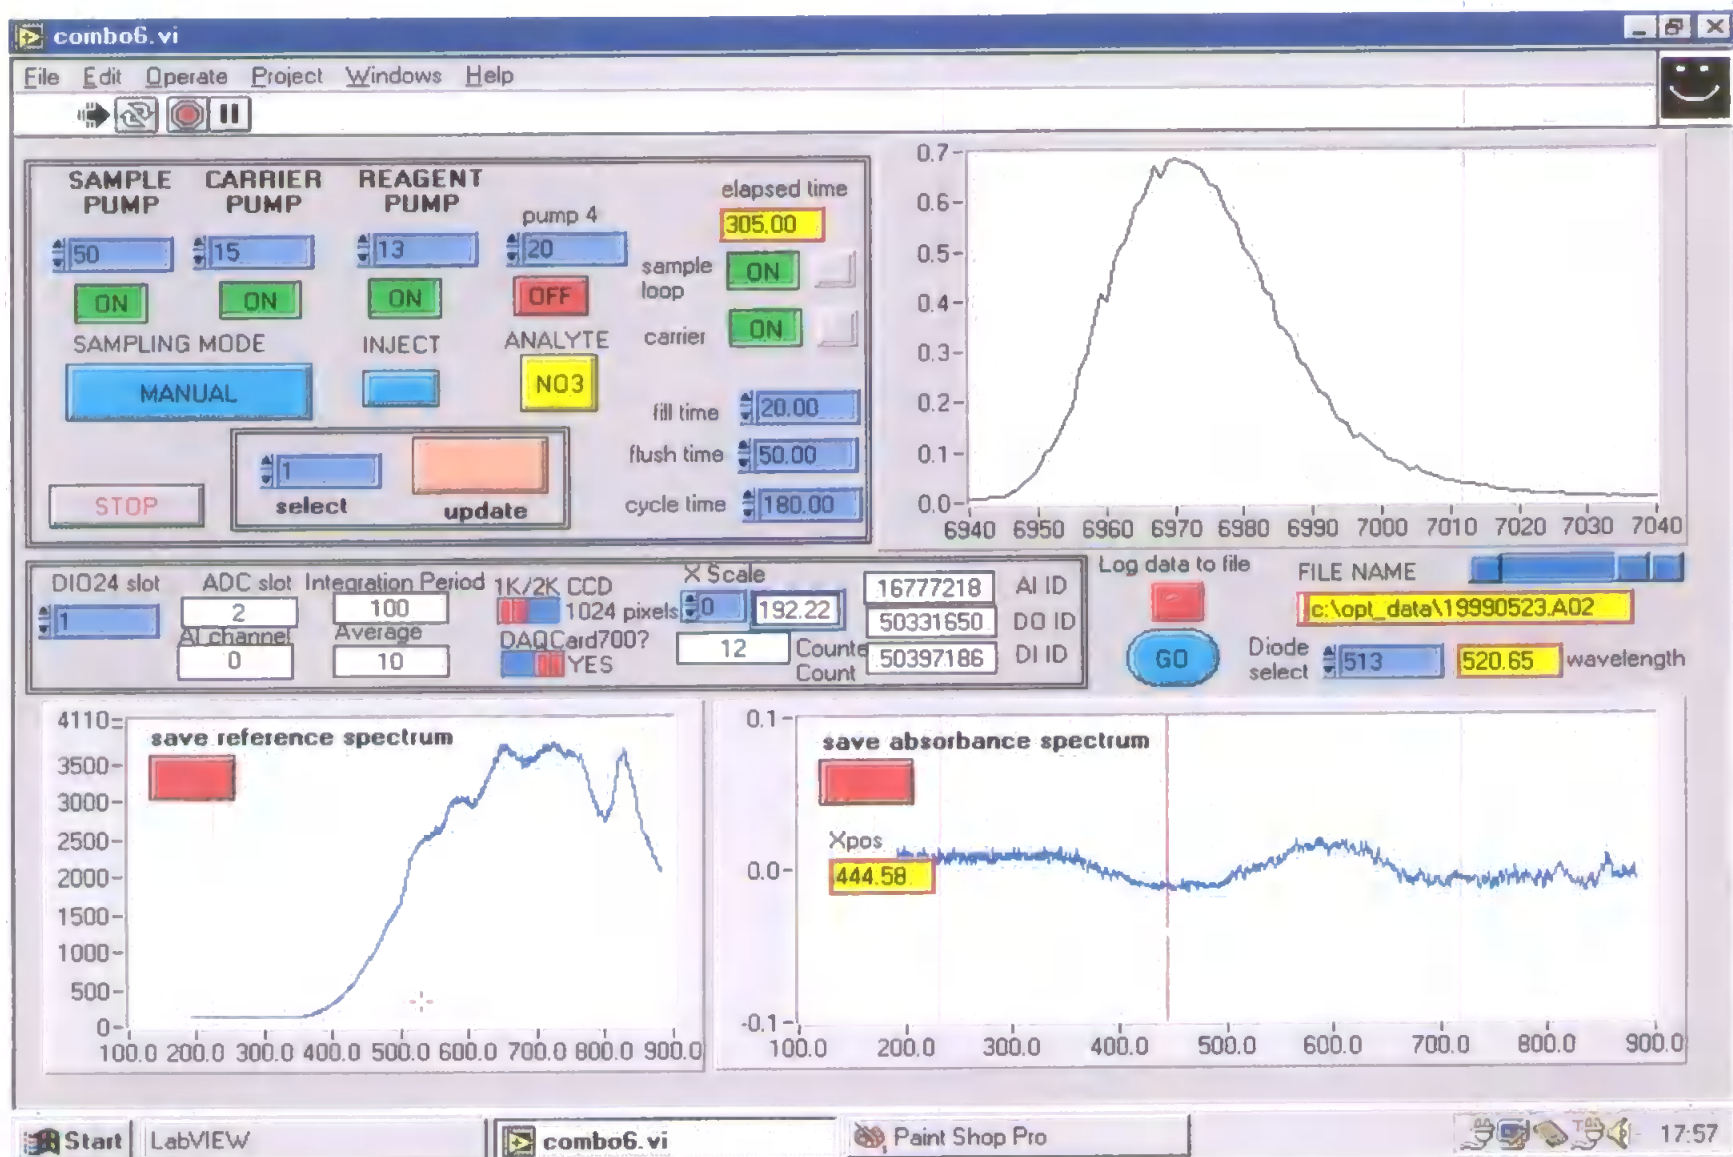 combo6.vi
File Edit Operate Project Windows Help
SAMPLE PUMP
CARRIER PUMP
REAGENT PUMP
pump 4
elapsed time
305.00
50
15
13
20
sample loop
ON
ON
ON
ON
OFF
carrier
ON
SAMPLING MODE
INJECT
ANALYTE
MANUAL
NO3
fill time
20.00
flush time
50.00
cycle time
180.00
1
select
update
STOP
0.7
0.6
0.5
0.4
0.3
0.2
0.1
0.0
6940 6950 6960 6970 6980 6990 7000 7010 7020 7030 7040
DIO24 slot
1
ADC slot
2
AI channel
0
Integration Period
100
Average
10
1K/2K CCD
1024 pixels
DAQCard700?
YES
X Scale
0
192.22
12
Counte
Count
16777218 AI ID
50331650 DO ID
50397186 DI ID
Log data to file
GO
FILE NAME
c:\opt_data\19990523.A02
Diode select
513
520.65
wavelength
4110
3500
3000
2500
2000
1500
1000
500
0
save reference spectrum
100.0 200.0 300.0 400.0 500.0 600.0 700.0 800.0 900.0
0.1
0.0
-0.1
save absorbance spectrum
Xpos
444.58
100.0 200.0 300.0 400.0 500.0 600.0 700.0 800.0 900.0
Start
LabVIEW
combo6.vi
Paint Shop Pro
17:57